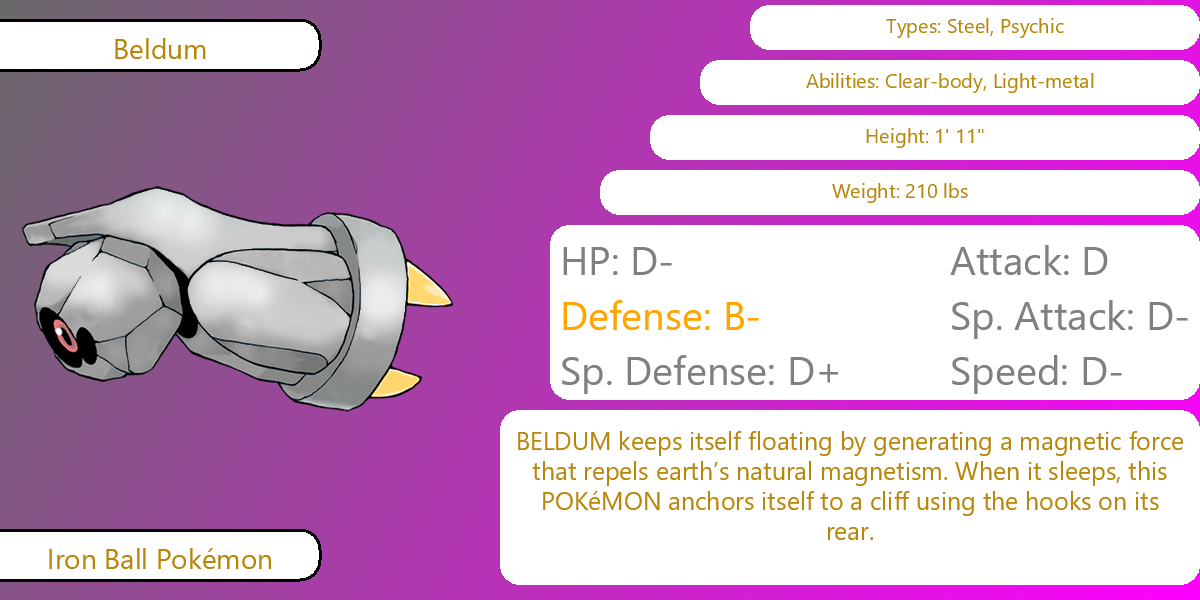 Beldum
Types: Steel, Psychic
Abilities: Clear-body, Light-metal
Height: 1' 11"
Weight: 210 lbs
HP: D-
Attack: D
Defense: B-
Sp. Attack: D-
Sp. Defense: D+
Speed: D-
BELDUM keeps itself floating by generating a magnetic force
that repels earth’s natural magnetism. When it sleeps, this
POKéMON anchors itself to a cliff using the hooks on its
rear.
Iron Ball Pokémon